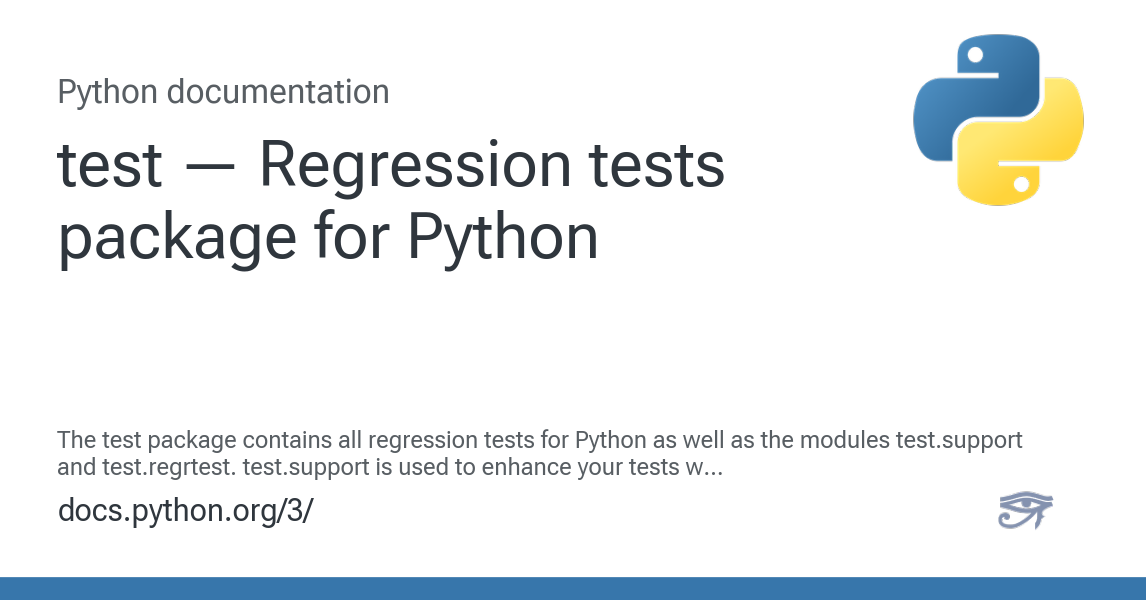 Python documentation
test — Regression tests
package for Python
The test package contains all regression tests for Python as well as the modules test.support
and test.regrtest. test.support is used to enhance your tests w...
docs.python.org/3/